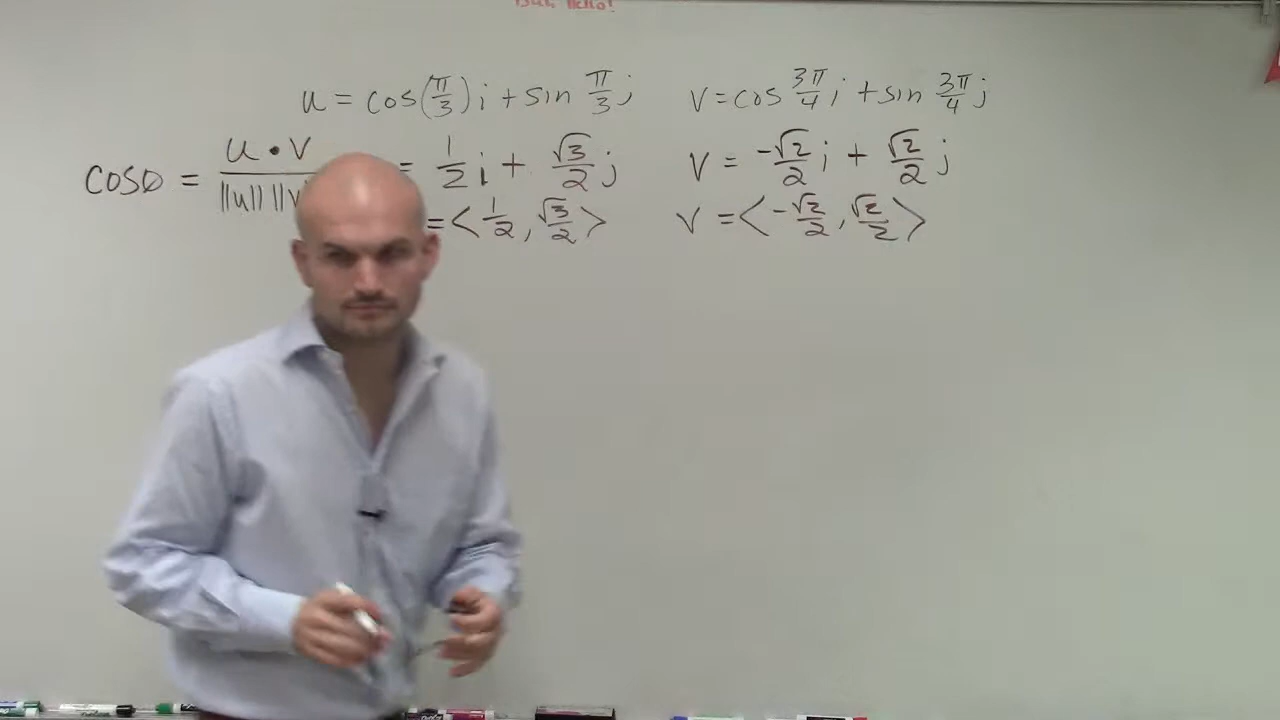 u = cos(π/3)i + sin π/3 j   v = cos 3π/4 i + sin 3π/4 j
cosθ = u • v / ||u|| ||v   = 1/2 i + √3/2 j   v = -√2/2 i + √2/2 j
= <1/2, √3/2>   v = <-√2/2, √2/2>